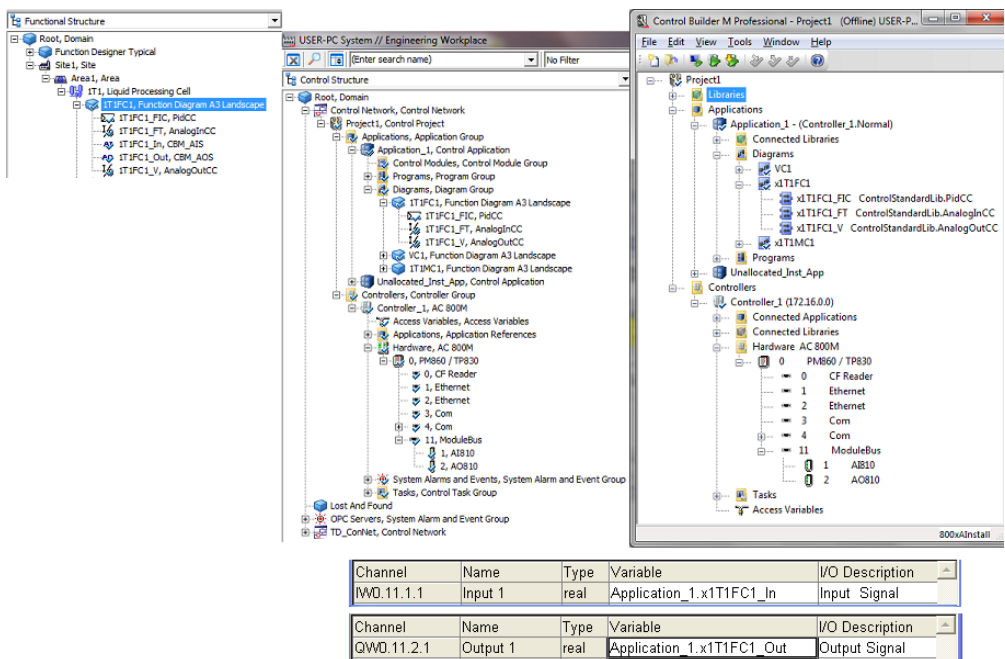 Functional Structure
Root, Domain
Function Designer Typical
Site1, Site
Area1, Area
1T1, Liquid Processing Cell
1T1FC1, Function Diagram A3 Landscape
1T1FC1_FIC, PidCC
1T1FC1_FT, AnalogInCC
1T1FC1_In, CBM_AIS
1T1FC1_Out, CBM_AOS
1T1FC1_V, AnalogOutCC
USER-PC System // Engineering Workplace
(Enter search name)
No Filter
Control Structure
Root, Domain
Control Network, Control Network
Project1, Control Project
Applications, Application Group
Application_1, Control Application
Control Modules, Control Module Group
Programs, Program Group
Diagrams, Diagram Group
1T1FC1, Function Diagram A3 Landscape
1T1FC1_FIC, PidCC
1T1FC1_FT, AnalogInCC
1T1FC1_V, AnalogOutCC
VC1, Function Diagram A3 Landscape
1T1MC1, Function Diagram A3 Landscape
Unallocated_Inst_App, Control Application
Controllers, Controller Group
Controller_1, AC 800M
Access Variables, Access Variables
Applications, Application References
Hardware, AC 800M
0, PM860 / TP830
0, CF Reader
1, Ethernet
2, Ethernet
3, Com
4, Com
11, ModuleBus
1, AI810
2, AO810
System Alarms and Events, System Alarm and Event Group
Tasks, Control Task Group
Lost And Found
OPC Servers, System Alarm and Event Group
TD_ConNet, Control Network
Control Builder M Professional - Project1 (Offline) USER-P...
File Edit View Tools Window Help
Project1
Libraries
Applications
Application_1 - (Controller_1.Normal)
Connected Libraries
Diagrams
VC1
x1T1FC1
x1T1FC1_FIC ControlStandardLib.PidCC
x1T1FC1_FT ControlStandardLib.AnalogInCC
x1T1FC1_V ControlStandardLib.AnalogOutCC
x1T1MC1
Programs
Unallocated_Inst_App
Controllers
Controller_1 (172.16.0.0)
Connected Applications
Connected Libraries
Hardware AC 800M
0 PM860 / TP830
0 CF Reader
1 Ethernet
2 Ethernet
3 Com
4 Com
11 ModuleBus
1 AI810
2 AO810
Tasks
Access Variables
800xAInstall
Channel Name Type Variable I/O Description
IW0.11.1.1 Input 1 real Application_1.x1T1FC1_In Input Signal
Channel Name Type Variable I/O Description
QW0.11.2.1 Output 1 real Application_1.x1T1FC1_Out Output Signal